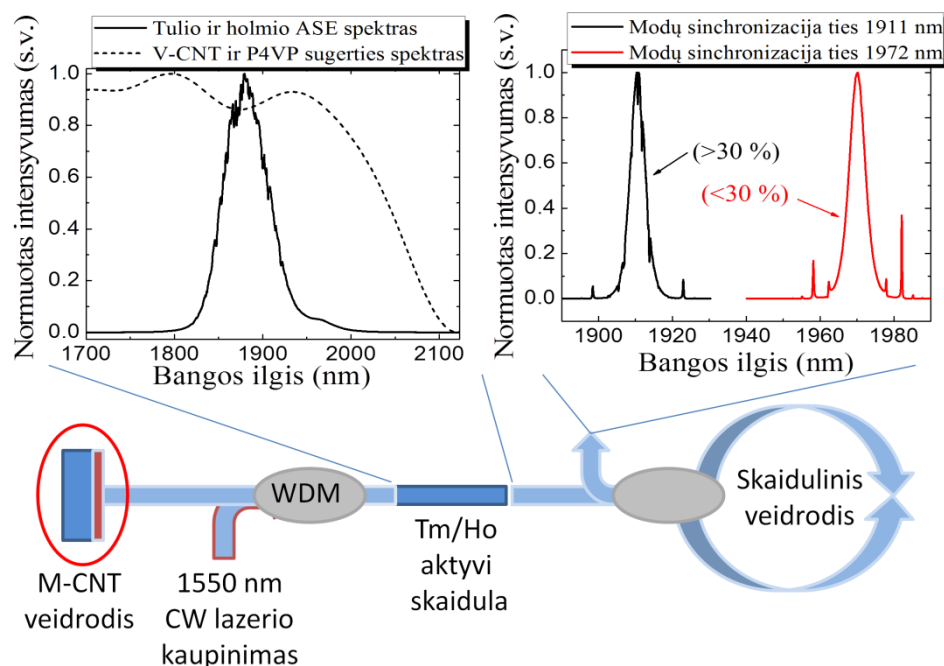 Tulio ir holmio ASE spektras
V-CNT ir P4VP sugerties spektras
Normuotas intensyvumas (s.v.)
1.0
0.8
0.6
0.4
0.2
0.0
1700 1800 1900 2000 2100
Bangos ilgis (nm)
Modų sinchronizacija ties 1911 nm
Modų sinchronizacija ties 1972 nm
Normuotas intensyvumas (s.v.)
1.0
0.8
0.6
0.4
0.2
0.0
(>30 %)
(<30 %)
1900 1920 1940 1960 1980
Bangos ilgis (nm)
WDM
Skaidulinis
veidrodis
M-CNT
veidrodis
1550 nm
CW lazerio
kaupinimas
Tm/Ho
aktyvi
skaidula